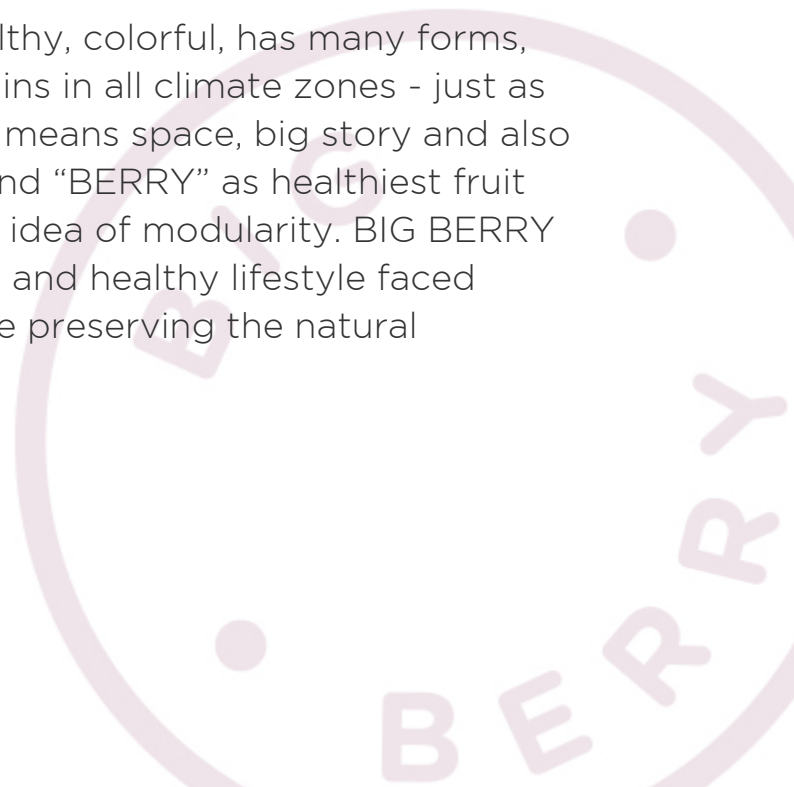 lthy, colorful, has many forms,
ins in all climate zones - just as
means space, big story and also
nd “BERRY” as healthiest fruit
idea of modularity. BIG BERRY
and healthy lifestyle faced
e preserving the natural
BIG
BERRY